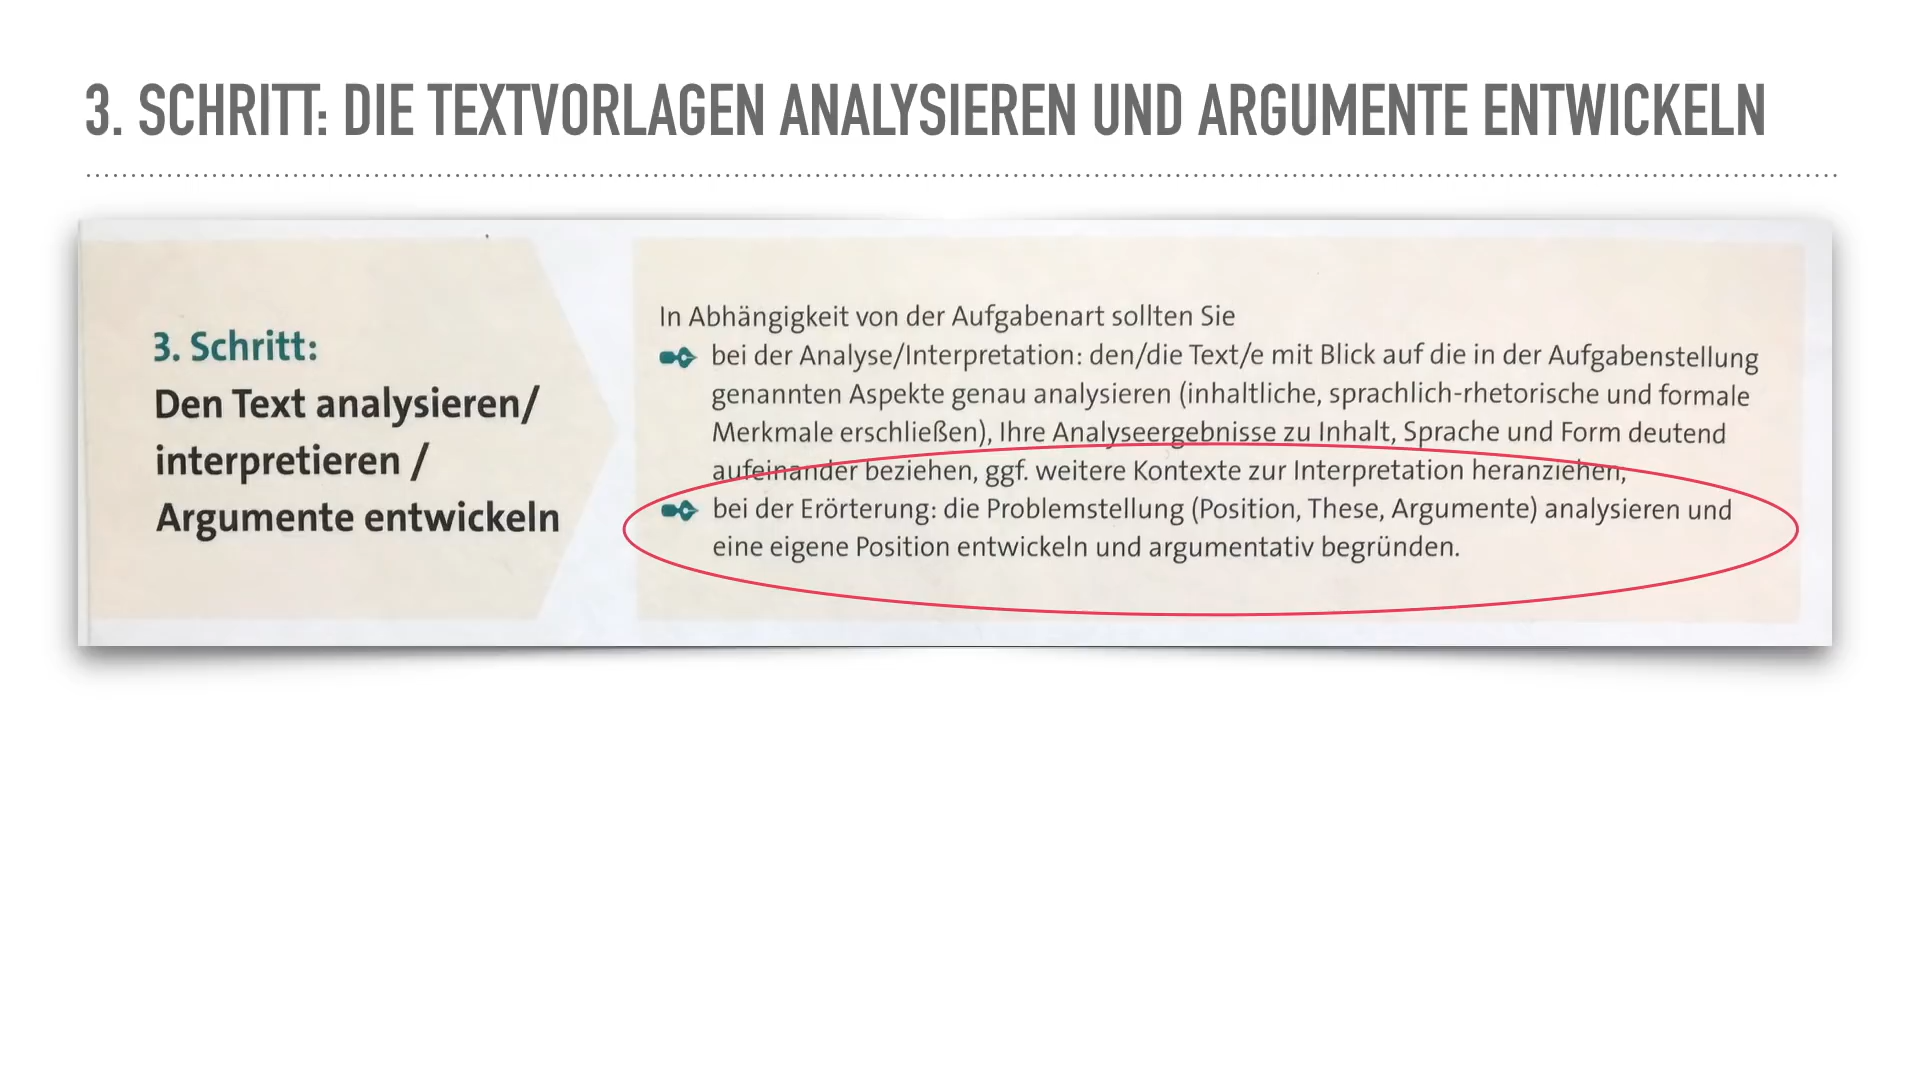 3. SCHRITT: DIE TEXTVORLAGEN ANALYSIEREN UND ARGUMENTE ENTWICKELN
3. Schritt:
Den Text analysieren/
interpretieren /
Argumente entwickeln
In Abhängigkeit von der Aufgabenart sollten Sie
bei der Analyse/Interpretation: den/die Text/e mit Blick auf die in der Aufgabenstellung
genannten Aspekte genau analysieren (inhaltliche, sprachlich-rhetorische und formale
Merkmale erschließen), Ihre Analyseergebnisse zu Inhalt, Sprache und Form deutend
aufeinander beziehen, ggf. weitere Kontexte zur Interpretation heranziehen,
bei der Erörterung: die Problemstellung (Position, These, Argumente) analysieren und
eine eigene Position entwickeln und argumentativ begründen.